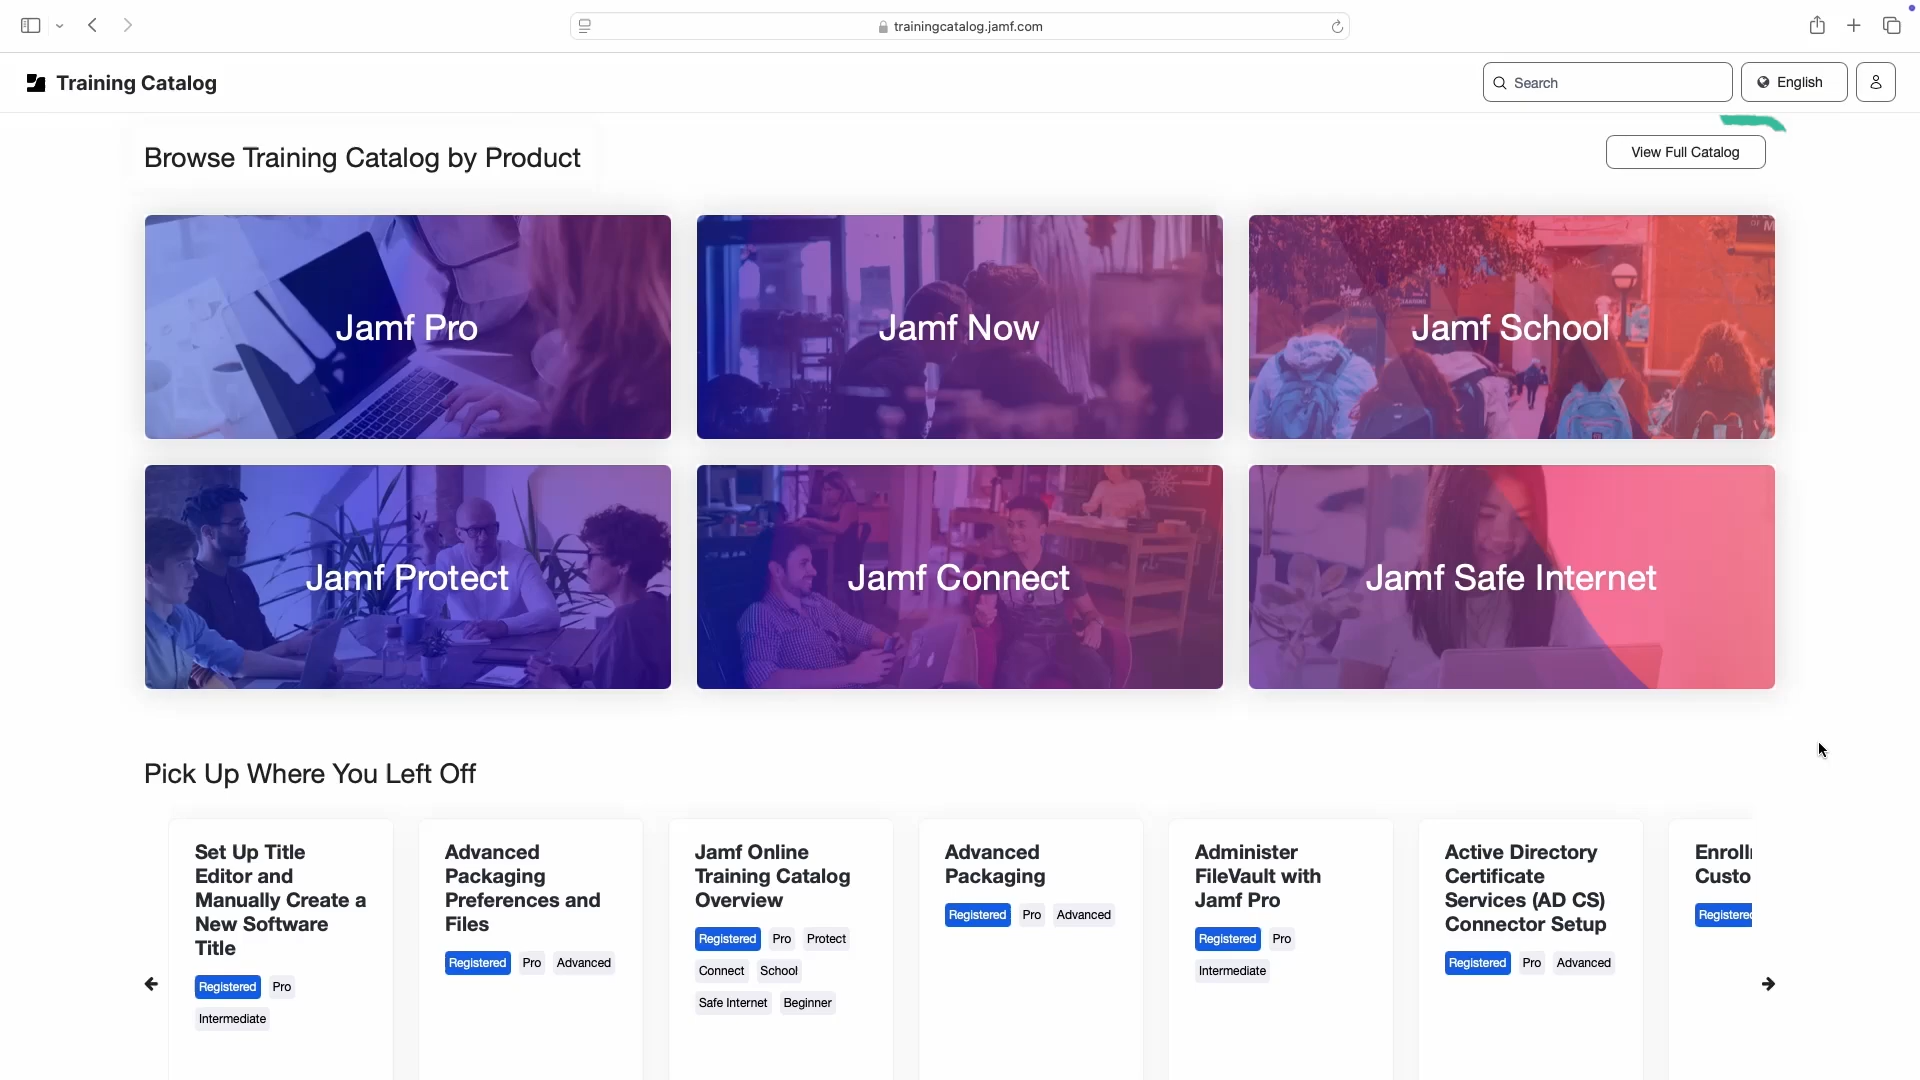 trainingcatalog.jamf.com
Training Catalog
Search
English
Browse Training Catalog by Product
View Full Catalog
Jamf Pro
Jamf Now
Jamf School
Jamf Protect
Jamf Connect
Jamf Safe Internet
Pick Up Where You Left Off
Set Up Title
Editor and
Manually Create a
New Software
Title
Registered Pro
Intermediate
Advanced
Packaging
Preferences and
Files
Registered Pro Advanced
Jamf Online
Training Catalog
Overview
Registered Pro Protect
Connect School
Safe Internet Beginner
Advanced
Packaging
Registered Pro Advanced
Administer
FileVault with
Jamf Pro
Registered Pro
Intermediate
Active Directory
Certificate
Services (AD CS)
Connector Setup
Registered Pro Advanced
Custo
Registered